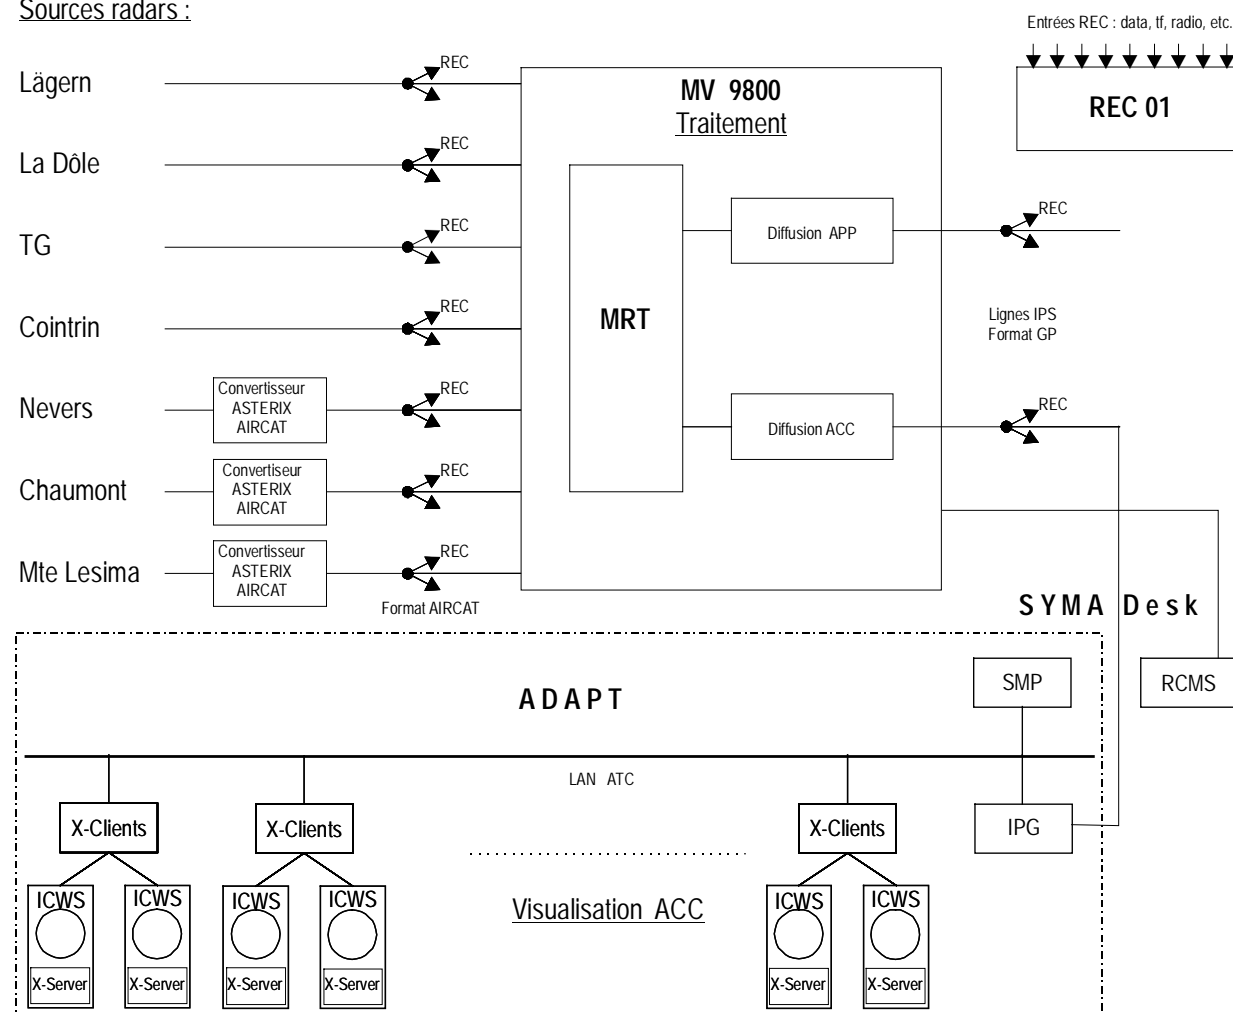 Sources radars :
Entrées REC : data, tf, radio, etc.
REC 01
Lägern
REC
La Dôle
REC
TG
REC
Cointrin
REC
Nevers
Convertisseur
ASTERIX
AIRCAT
REC
Chaumont
Convertiseur
ASTERIX
AIRCAT
REC
Mte Lesima
Convertisseur
ASTERIX
AIRCAT
REC
Format AIRCAT
MV 9800
Traitement
MRT
Diffusion APP
Diffusion ACC
REC
Lignes IPS
Format GP
REC
SYMA Desk
SMP
RCMS
ADAPT
LAN ATC
X-Clients
X-Clients
X-Clients
IPG
ICWS
ICWS
ICWS
ICWS
Visualisation ACC
ICWS
ICWS
X-Server
X-Server
X-Server
X-Server
X-Server
X-Server